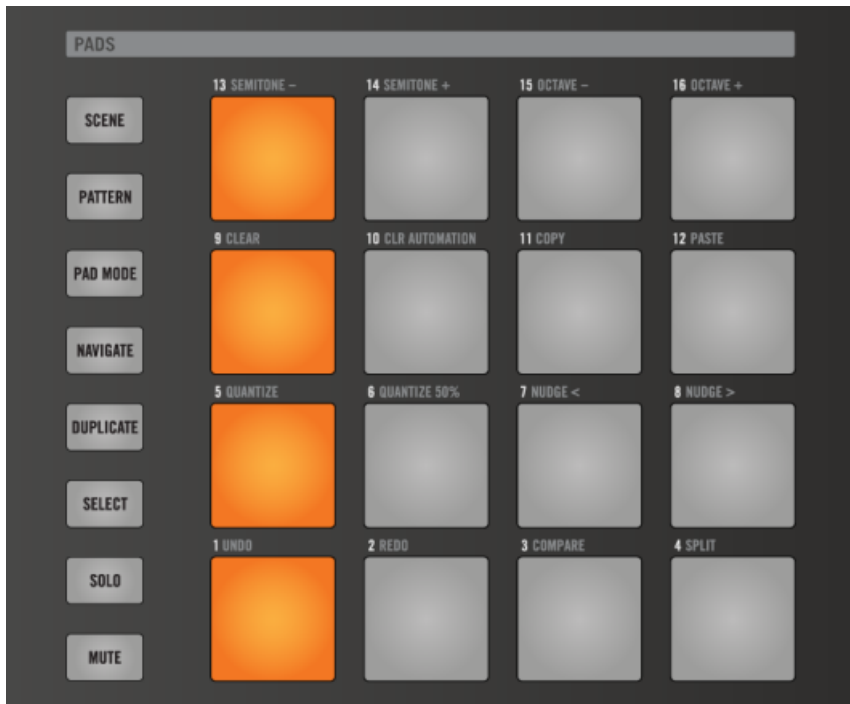 PADS
13 SEMITONE – 14 SEMITONE + 15 OCTAVE – 16 OCTAVE +
SCENE
PATTERN
9 CLEAR 10 CLR AUTOMATION 11 COPY 12 PASTE
PAD MODE
NAVIGATE
5 QUANTIZE 6 QUANTIZE 50% 7 NUDGE < 8 NUDGE >
DUPLICATE
SELECT
1 UNDO 2 REDO 3 COMPARE 4 SPLIT
SOLO
MUTE